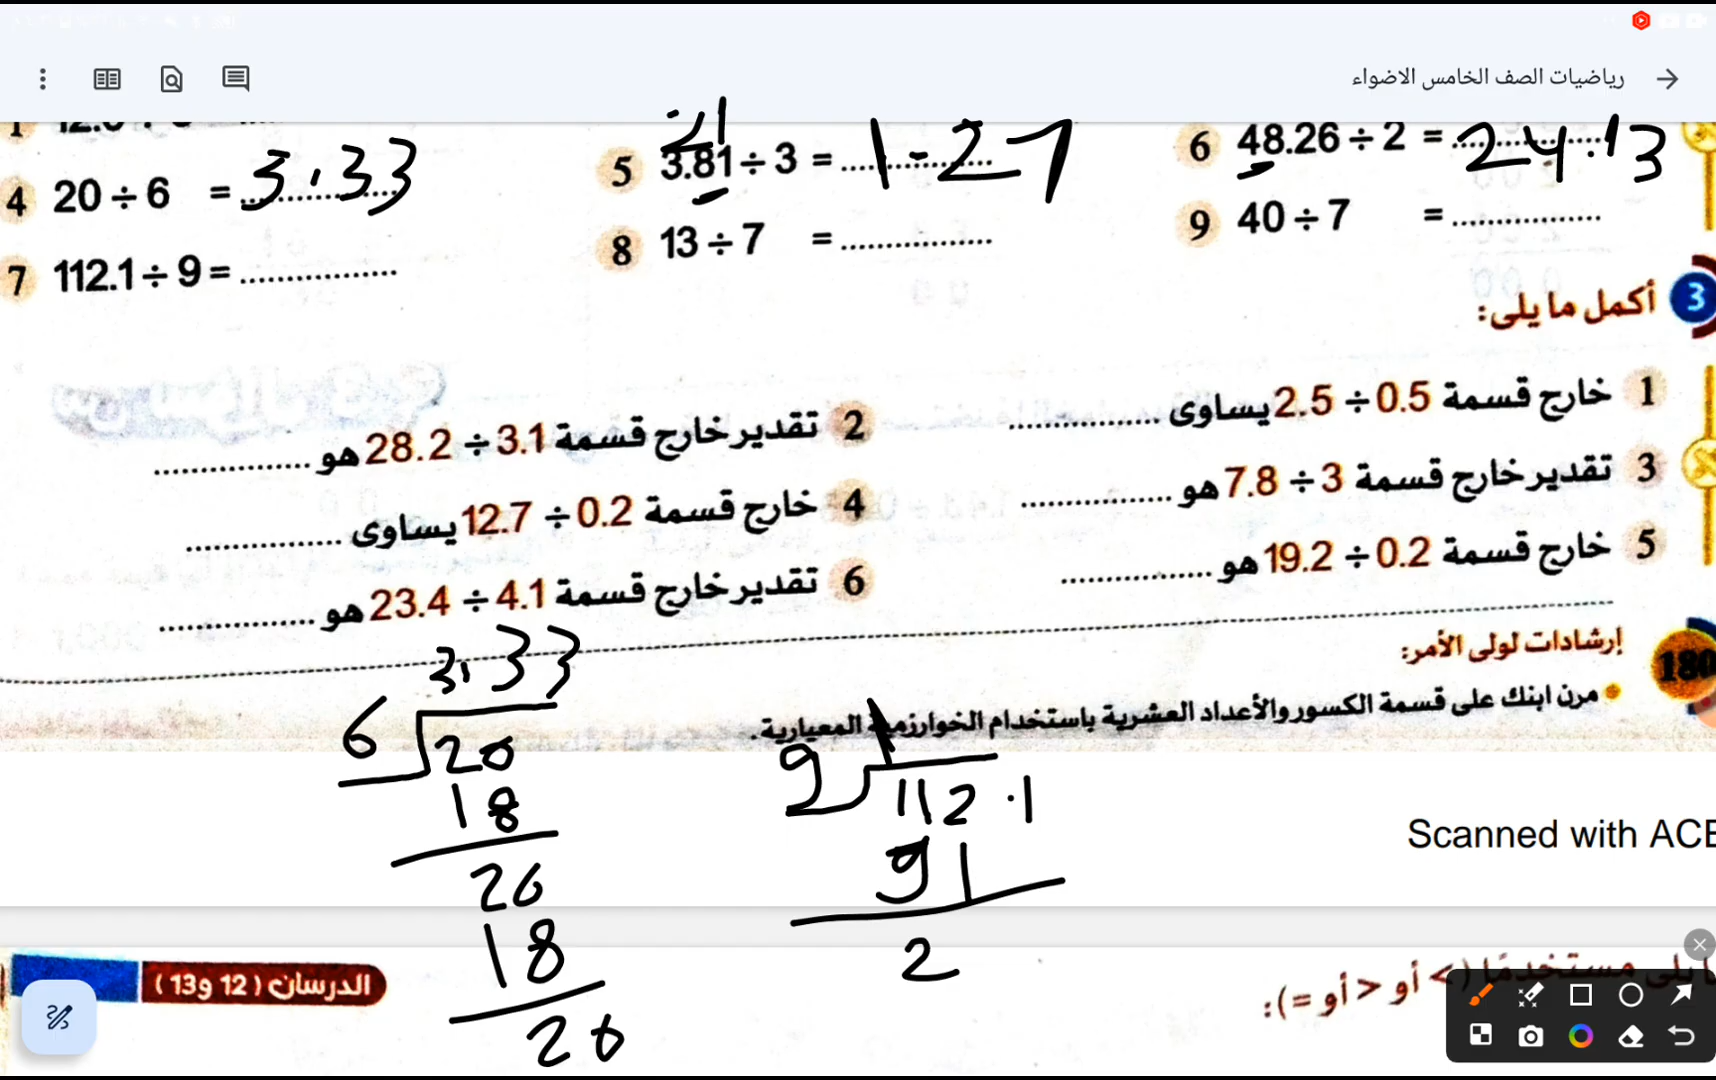 رياضيات الصف الخامس الاضواء
4 20 ÷ 6 = 3.33
5 3.81 ÷ 3 = 1.27
6 48.26 ÷ 2 = 24.13
7 112.1 ÷ 9 = ................
8 13 ÷ 7 = ................
9 40 ÷ 7 = ................
3 أكمل ما يلى:
1 خارج قسمة 0.5 ÷ 2.5 يساوى ................
2 تقدير خارج قسمة 3.1 ÷ 28.2 هو ................
3 تقدير خارج قسمة 3 ÷ 7.8 هو ................
4 خارج قسمة 0.2 ÷ 12.7 يساوى ................
5 خارج قسمة 0.2 ÷ 19.2 هو ................
6 تقدير خارج قسمة 4.1 ÷ 23.4 هو ................
180
إرشادات لولى الأمر:
• مرن ابنك على قسمة الكسور والأعداد العشرية باستخدام الخوارزمية المعيارية.
3.33
6 20
18
20
18
20
1
9 112.1
9 1
2
Scanned with ACE
الدرسان (12 و13)
يلى مستخدمًا (> أو < أو =):